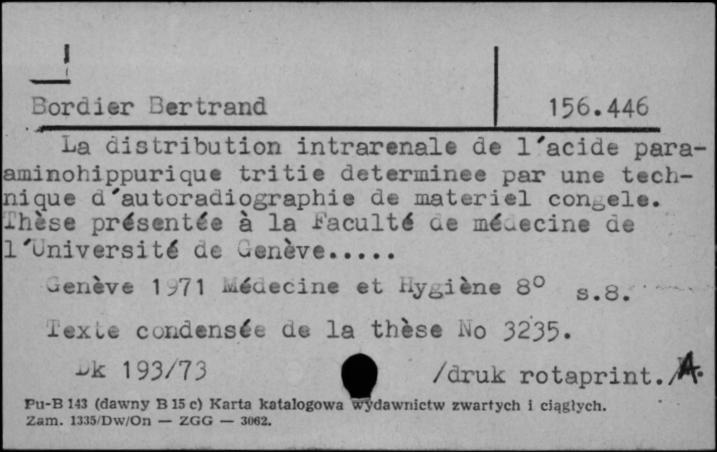 Bordier Bertrand 156.446
La distribution intrarenale de l'acide para-
aminohippurique tritie determinee par une tech-
nique d'autoradiographie de materiel congele.
Thèse présentée à la Faculté de médecine de
l'Université de Genève.....
Genève 1971 Médecine et Hygiène 8° s.8.
Texte condensée de la thèse No 3235.
Dk 193/73 /druk rotaprint./A.
Pu-B 143 (dawny B 15 c) Karta katalogowa wydawnictw zwartych i ciągłych.
Zam. 1335/Dw/On — ZGG — 3062.